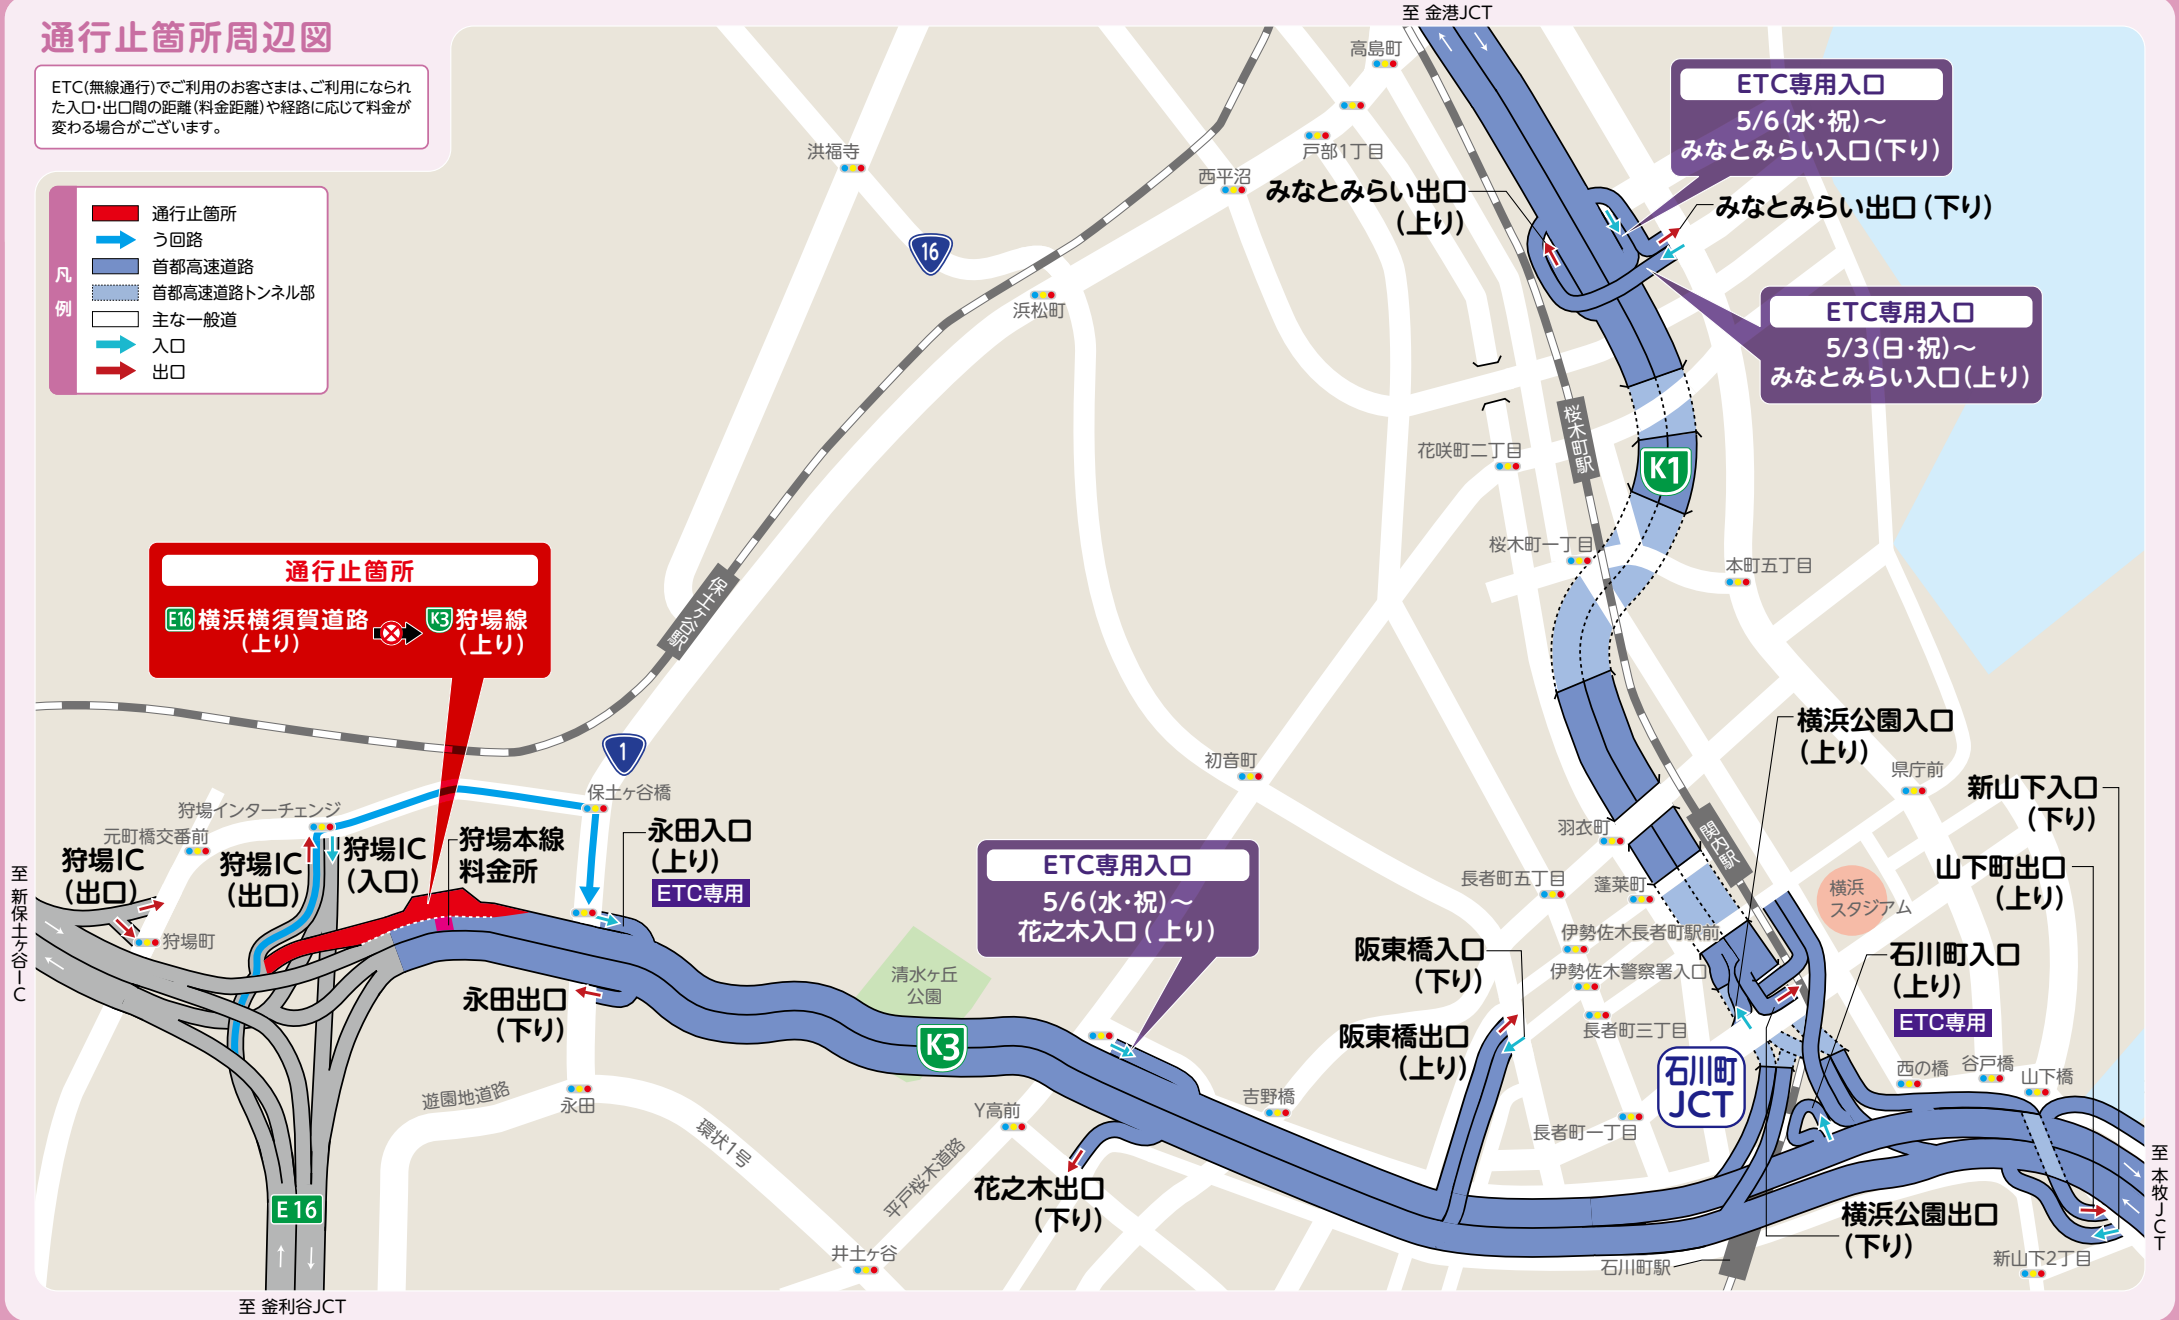 至 金港JCT
通行止箇所周辺図
ETC(無線通行)でご利用のお客さまは、ご利用になられ
た入口・出口間の距離(料金距離)や経路に応じて料金が
変わる場合がございます。
凡例
通行止箇所
う回路
首都高速道路
首都高速道路トンネル部
主な一般道
入口
出口
高島町
戸部1丁目
洪福寺
西平沼
16
浜松町
みなとみらい出口
(上り)
ETC専用入口
5/6(水・祝)～
みなとみらい入口(下り)
みなとみらい出口(下り)
ETC専用入口
5/3(日・祝)～
みなとみらい入口(上り)
花咲町二丁目
桜木町駅
K1
桜木町一丁目
本町五丁目
通行止箇所
E16 横浜横須賀道路
(上り)
K3 狩場線
(上り)
保土ヶ谷駅
1
初音町
横浜公園入口
(上り)
県庁前
新山下入口
(下り)
狩場インターチェンジ
元町橋交番前
保土ヶ谷橋
狩場IC
(出口)
狩場IC
(出口)
狩場IC
(入口)
狩場本線
料金所
永田入口
(上り)
ETC専用
羽衣町
関内駅
長者町五丁目
蓬莱町
横浜
スタジアム
山下町出口
(上り)
ETC専用入口
5/6(水・祝)～
花之木入口(上り)
至 新保土ヶ谷IC
狩場町
伊勢佐木長者町駅前
伊勢佐木警察署入口
阪東橋入口
(下り)
石川町入口
(上り)
ETC専用
清水ヶ丘
公園
永田出口
(下り)
K3
長者町三丁目
阪東橋出口
(上り)
石川町
JCT
西の橋
谷戸橋
山下橋
遊園地道路
永田
環状1号
Y高前
吉野橋
長者町一丁目
平戸桜木道路
花之木出口
(下り)
至 本牧JCT
E16
井土ヶ谷
横浜公園出口
(下り)
石川町駅
新山下2丁目
至 釜利谷JCT